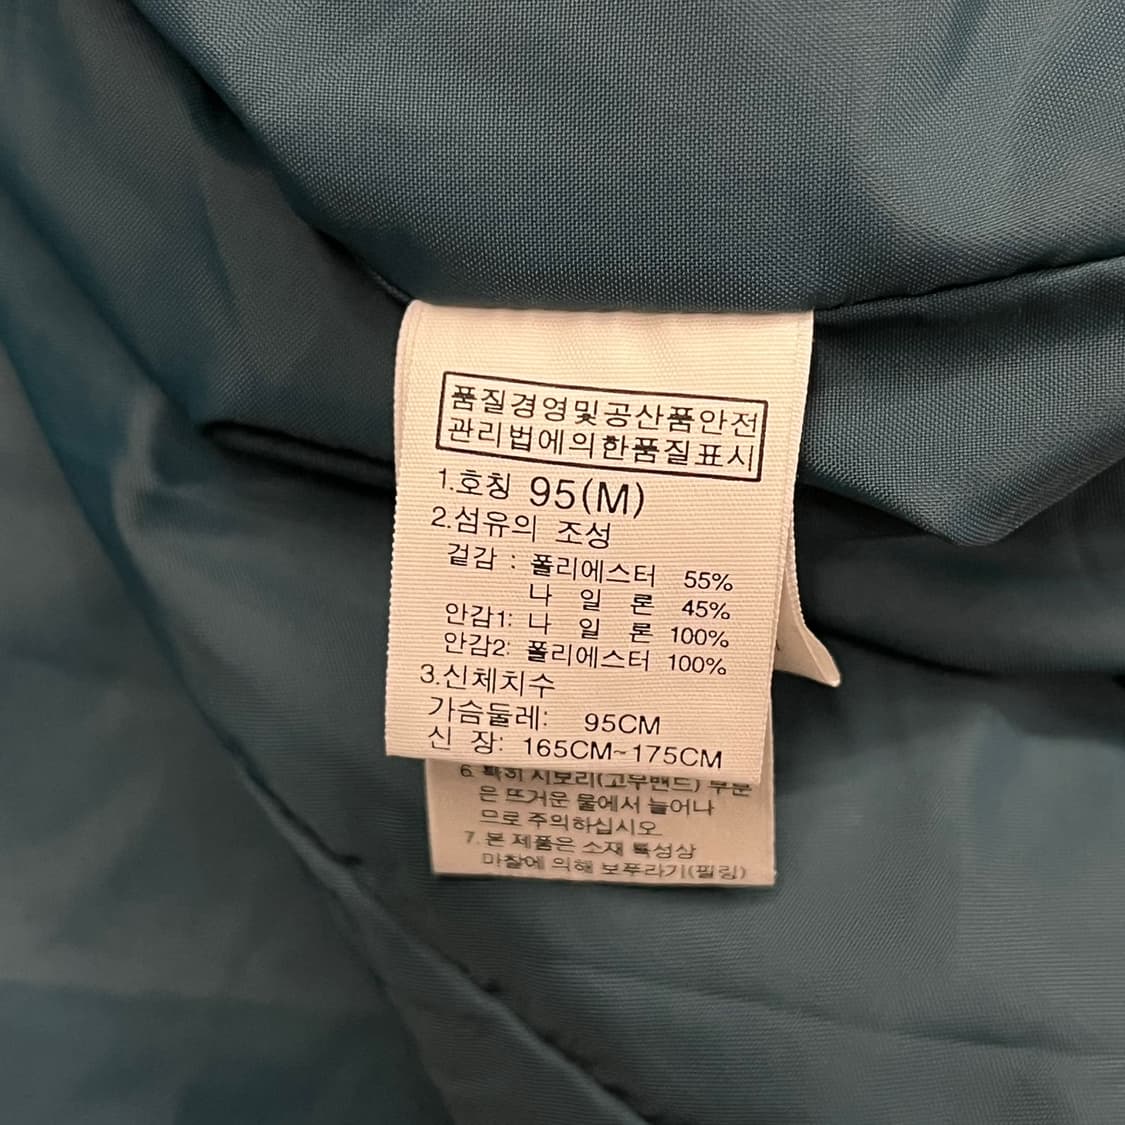 품질경영및공산품안전
관리법에의한품질표시
1.호칭 95(M)
2.섬유의 조성
겉감 : 폴리에스터 55%
나 일 론 45%
안감1: 나 일 론 100%
안감2: 폴리에스터 100%
3.신체치수
가슴둘레: 95CM
신 장: 165CM~175CM
6. 특히 시보리(고무밴드) 부분
은 뜨거운 물에서 늘어나
므로 주의하십시오
7. 본 제품은 소재 특성상
마찰에 의해 보푸라기(필링)